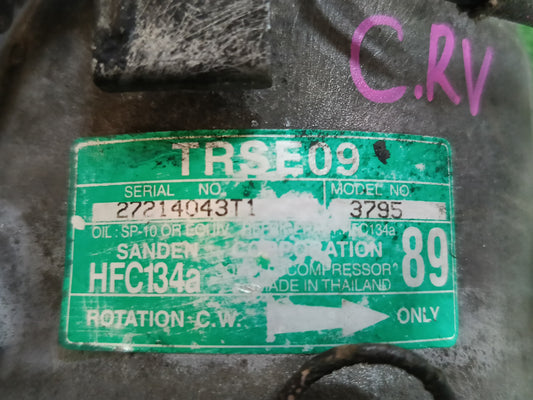 C.RV
TRSE09
SERIAL NO. MODEL NO.
27214043T1 3795
OIL: SP-10 OR EQUIV. HFC134a
SANDEN CORPORATION
HFC134a COMPRESSOR 89
MADE IN THAILAND
ROTATION-C.W. ONLY